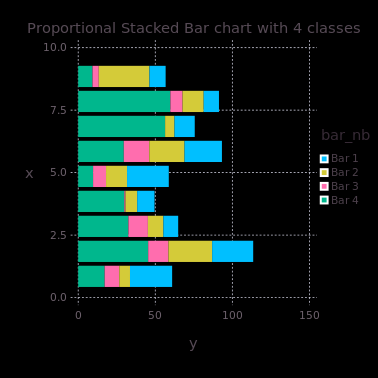 Proportional Stacked Bar chart with 4 classes
10.0
7.5
5.0
2.5
0.0
x
0 50 100 150
y
bar_nb
Bar 1
Bar 2
Bar 3
Bar 4